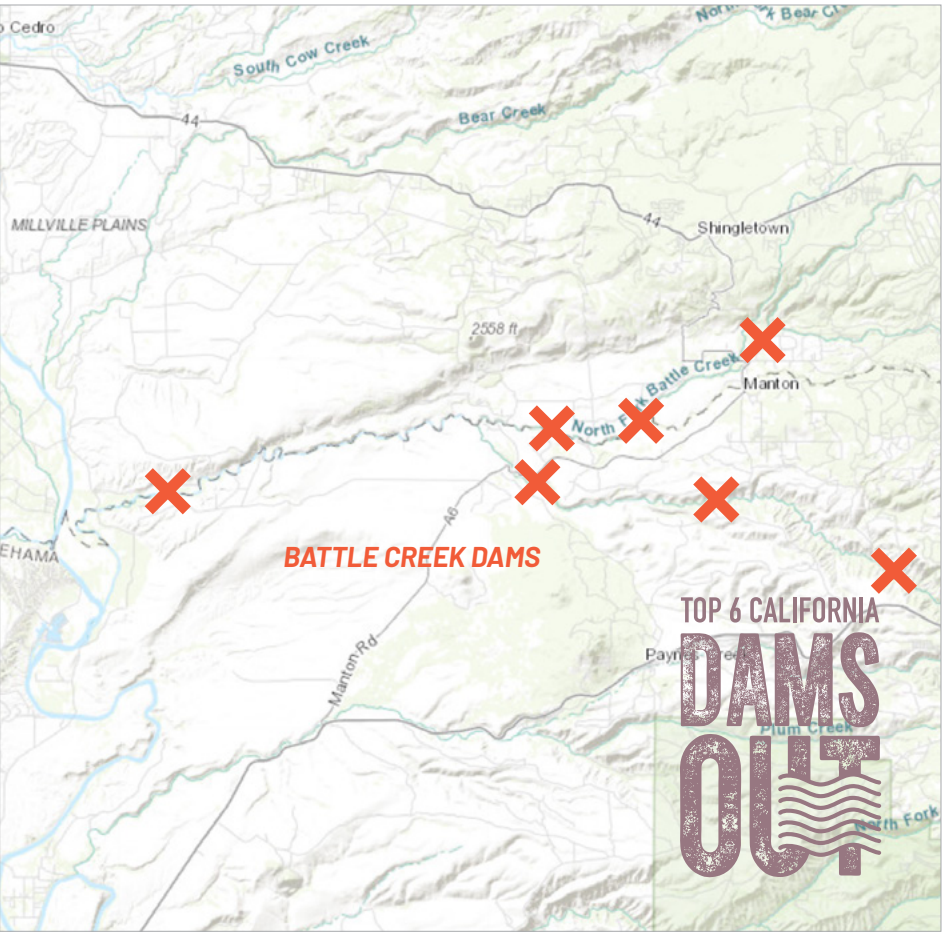 o Cedro
South Cow Creek
Bear Creek
44
MILLVILLE PLAINS
44
Shingletown
2558 ft
North Fork Battle Creek
Manton
EHAMA
A6
BATTLE CREEK DAMS
TOP 6 CALIFORNIA
DAMS
OUT
Manton Rd
Plum Creek
North Fork